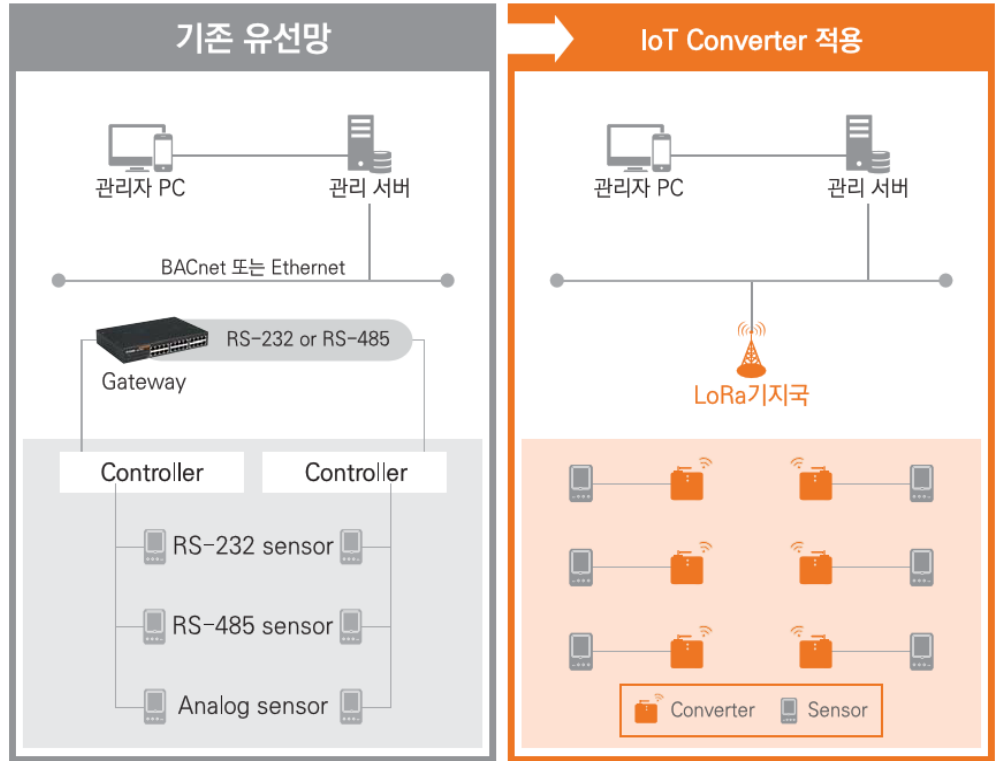 기존 유선망
관리자 PC
관리 서버
BACnet 또는 Ethernet
RS-232 or RS-485
Gateway
Controller
Controller
RS-232 sensor
RS-485 sensor
Analog sensor
IoT Converter 적용
관리자 PC
관리 서버
LoRa기지국
Converter
Sensor